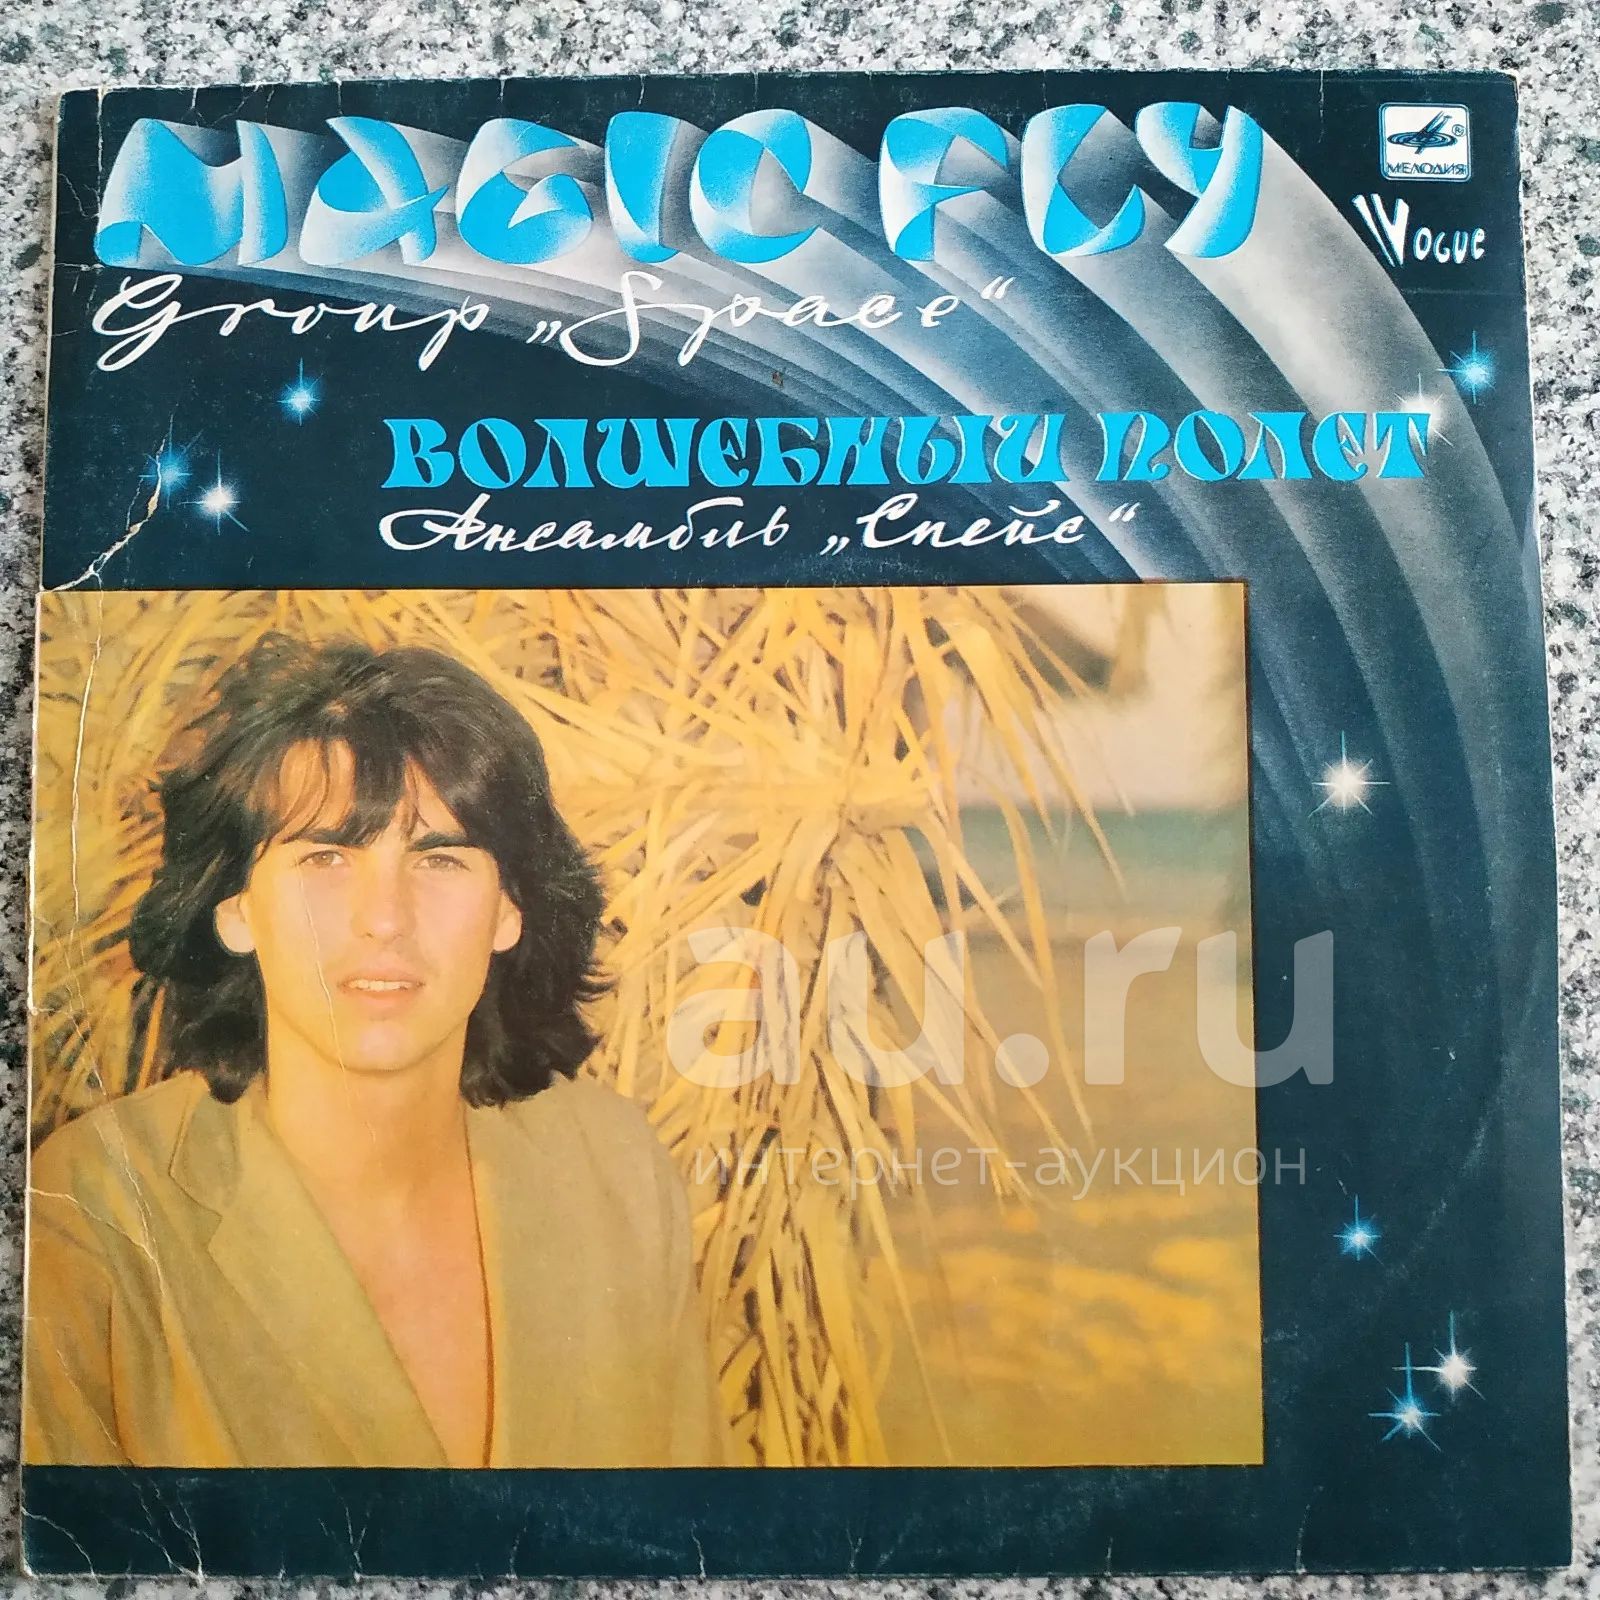 MAGIC FLY
® МЕЛОДИЯ
VOGUE
Group „Space“
ВОЛШЕБНЫЙ ПОЛЕТ
Ансамбль „Спейс“
au.ru
интернет-аукцион